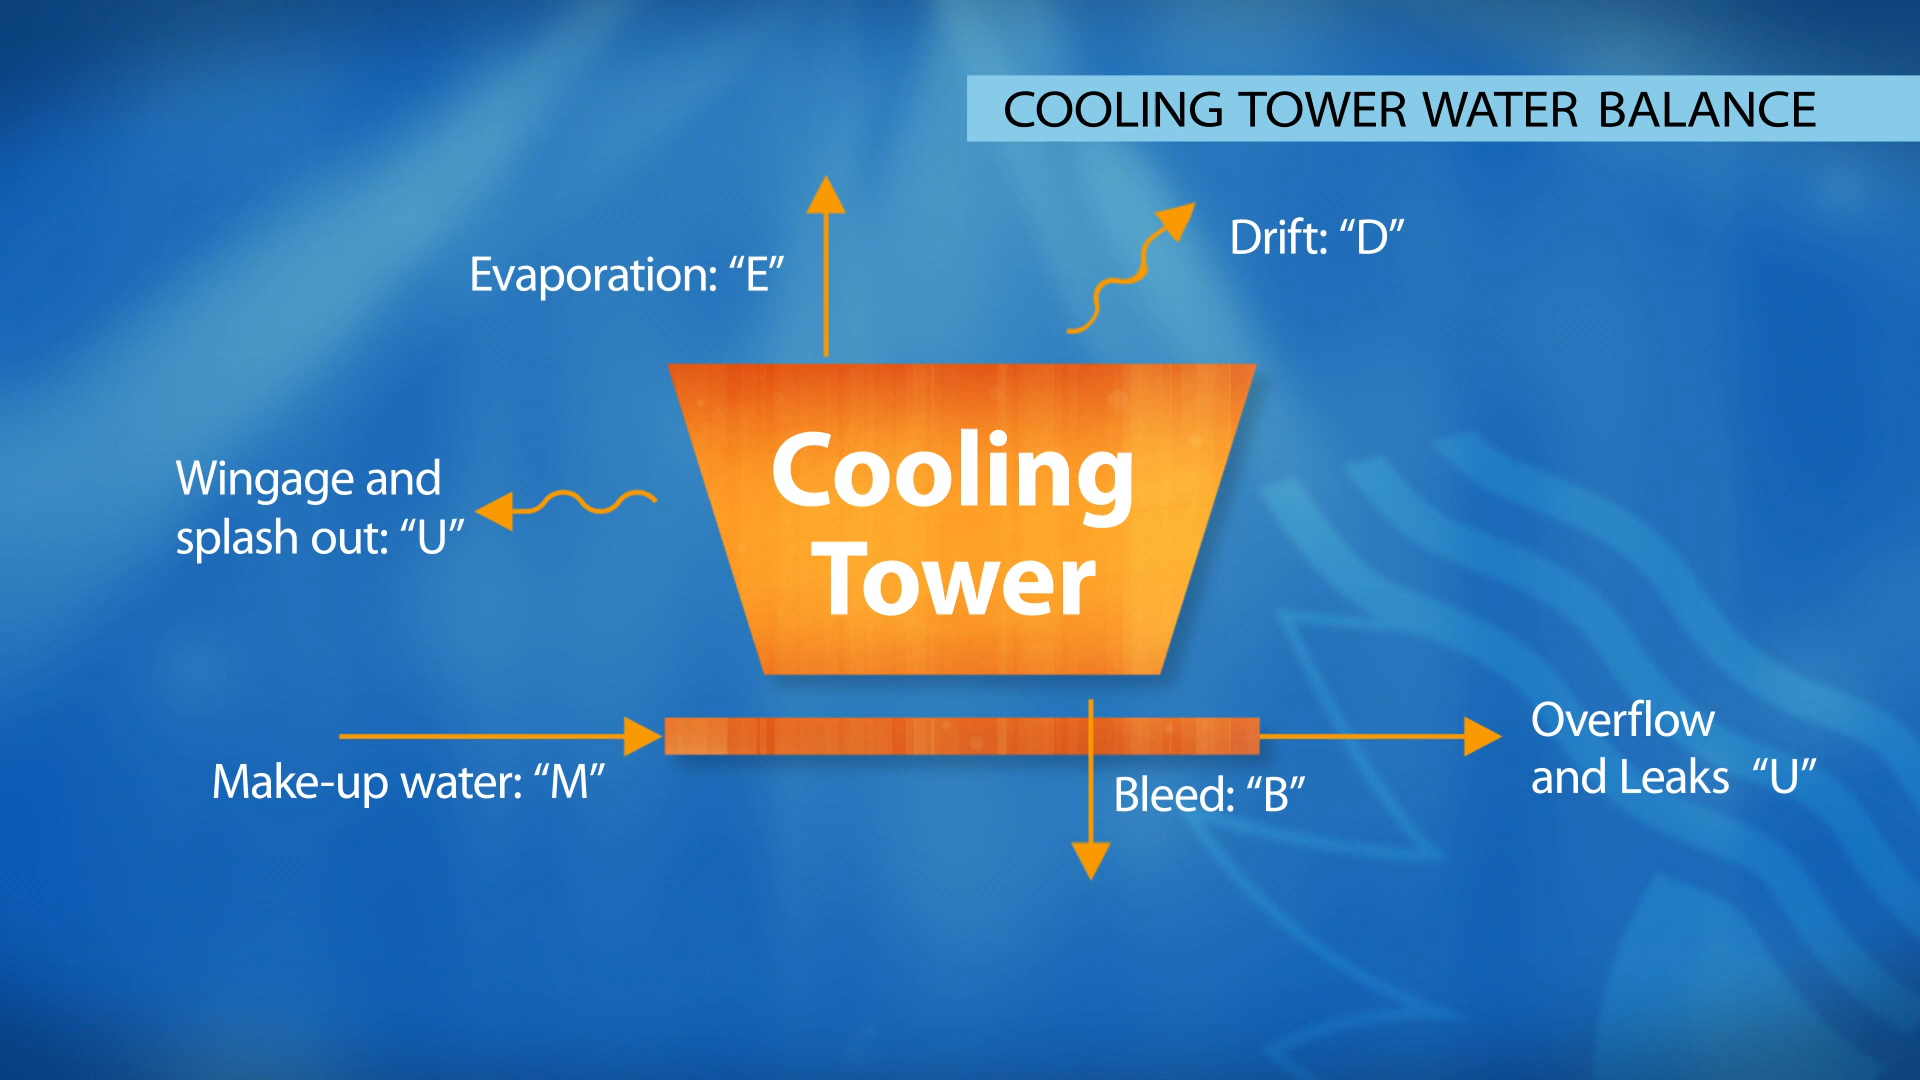 COOLING TOWER WATER BALANCE
Drift: “D”
Evaporation: “E”
Cooling
Tower
Wingage and
splash out: “U”
Make-up water: “M”
Bleed: “B”
Overflow
and Leaks “U”